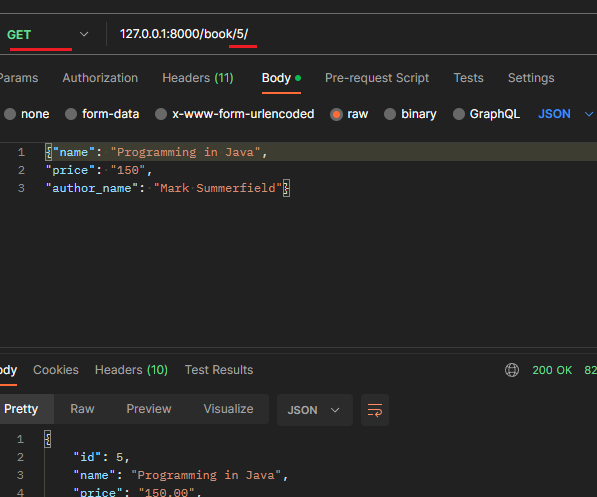 GET 127.0.0.1:8000/book/5/
Params Authorization Headers (11) Body Pre-request Script Tests Settings
none form-data x-www-form-urlencoded raw binary GraphQL JSON
1 {"name": "Programming in Java",
2 "price": "150",
3 "author_name": "Mark Summerfield"}
ody Cookies Headers (10) Test Results 200 OK 82
Pretty Raw Preview Visualize JSON
1 {
2 "id": 5,
3 "name": "Programming in Java",
4 "price": "150.00",